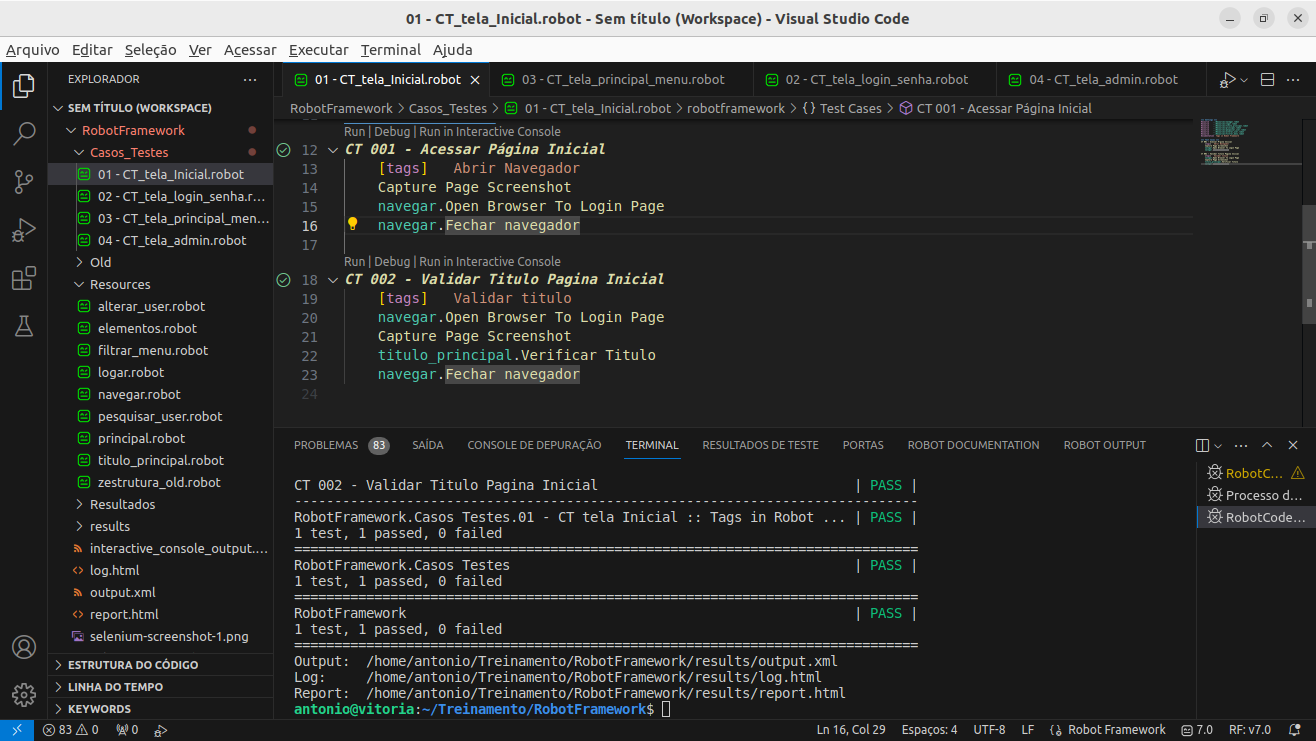 01 - CT_tela_Inicial.robot - Sem título (Workspace) - Visual Studio Code
Arquivo Editar Seleção Ver Acessar Executar Terminal Ajuda
EXPLORADOR
SEM TÍTULO (WORKSPACE)
RobotFramework
Casos_Testes
01 - CT_tela_Inicial.robot
02 - CT_tela_login_senha.r...
03 - CT_tela_principal_men...
04 - CT_tela_admin.robot
Old
Resources
alterar_user.robot
elementos.robot
filtrar_menu.robot
logar.robot
navegar.robot
pesquisar_user.robot
principal.robot
titulo_principal.robot
zestrutura_old.robot
Resultados
results
interactive_console_output....
log.html
output.xml
report.html
selenium-screenshot-1.png
ESTRUTURA DO CÓDIGO
LINHA DO TEMPO
KEYWORDS
01 - CT_tela_Inicial.robot 03 - CT_tela_principal_menu.robot 02 - CT_tela_login_senha.robot 04 - CT_tela_admin.robot
RobotFramework > Casos_Testes > 01 - CT_tela_Inicial.robot > robotframework > {} Test Cases > CT 001 - Acessar Página Inicial
Run | Debug | Run in Interactive Console
12 CT 001 - Acessar Página Inicial
13 [tags] Abrir Navegador
14 Capture Page Screenshot
15 navegar.Open Browser To Login Page
16 navegar.Fechar navegador
17
Run | Debug | Run in Interactive Console
18 CT 002 - Validar Titulo Pagina Inicial
19 [tags] Validar titulo
20 navegar.Open Browser To Login Page
21 Capture Page Screenshot
22 titulo_principal.Verificar Titulo
23 navegar.Fechar navegador
24
PROBLEMAS 83 SAÍDA CONSOLE DE DEPURAÇÃO TERMINAL RESULTADOS DE TESTE PORTAS ROBOT DOCUMENTATION ROBOT OUTPUT
CT 002 - Validar Titulo Pagina Inicial | PASS |
------------------------------------------------------------------------------
RobotFramework.Casos Testes.01 - CT tela Inicial :: Tags in Robot ... | PASS |
1 test, 1 passed, 0 failed
==============================================================================
RobotFramework.Casos Testes | PASS |
1 test, 1 passed, 0 failed
==============================================================================
RobotFramework | PASS |
1 test, 1 passed, 0 failed
==============================================================================
Output: /home/antonio/Treinamento/RobotFramework/results/output.xml
Log: /home/antonio/Treinamento/RobotFramework/results/log.html
Report: /home/antonio/Treinamento/RobotFramework/results/report.html
antonio@vitoria:~/Treinamento/RobotFramework$
RobotC...
Processo d...
RobotCode...
83 0 0 Ln 16, Col 29 Espaços: 4 UTF-8 LF Robot Framework 7.0 RF: v7.0